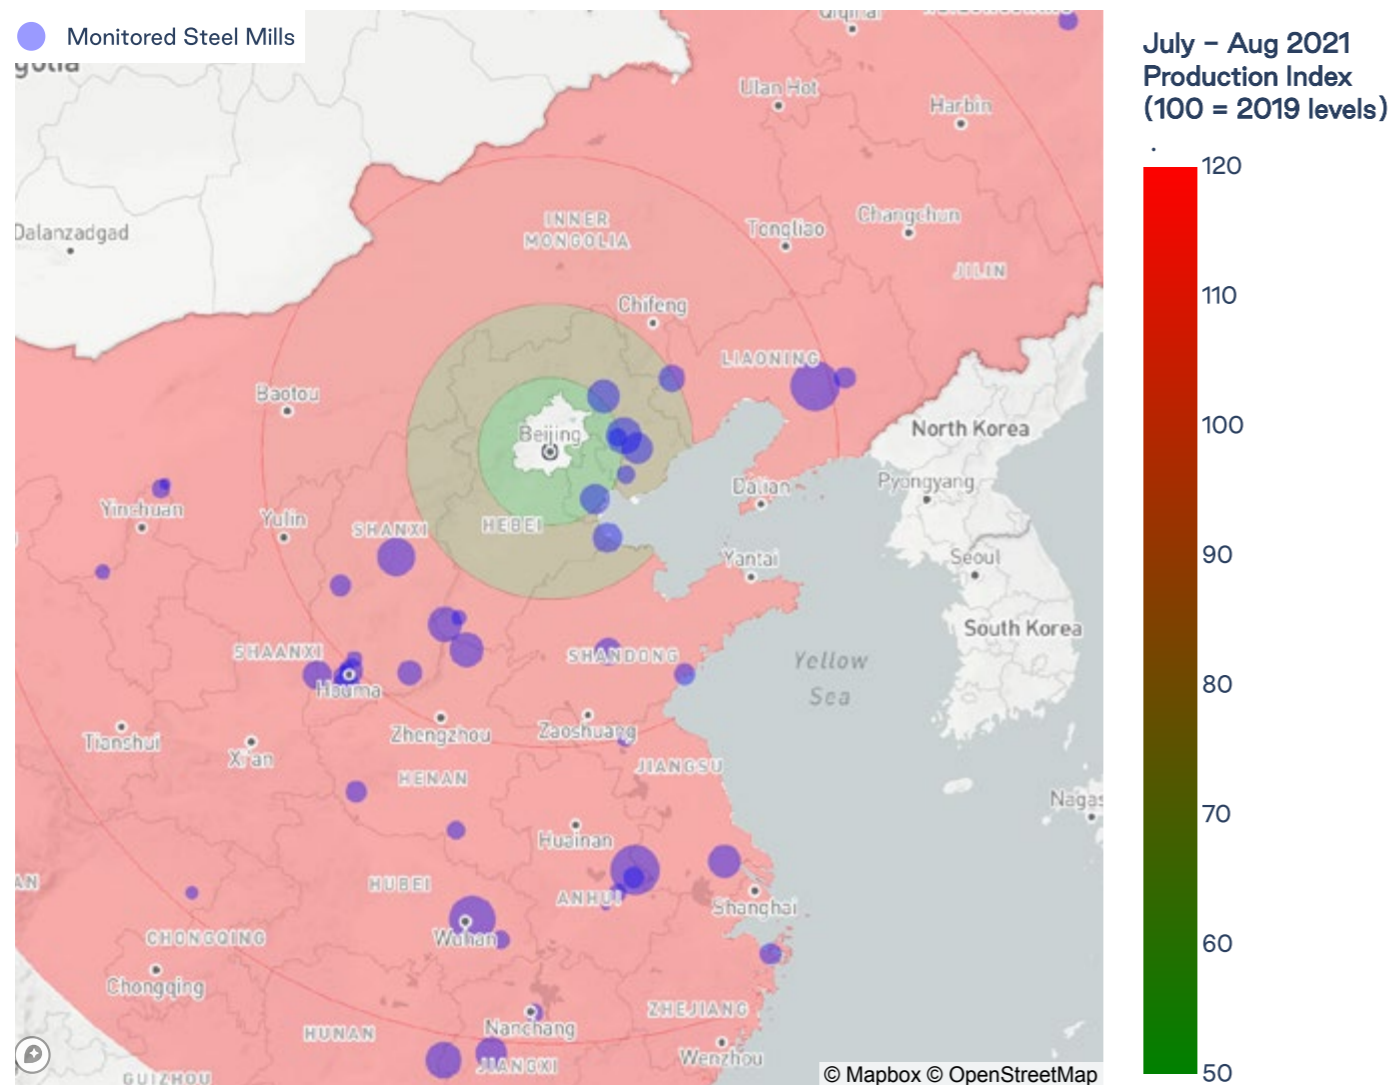 Monitored Steel Mills
July – Aug 2021
Production Index
(100 = 2019 levels)
.
120
110
100
90
80
70
60
50
Qiqihar
Ulan Hot
Harbin
Dalanzadgad
INNER
MONGOLIA
Tongliao
Changchun
JILIN
Chifeng
LIAONING
Baotou
Beijing
North Korea
Pyongyang
Dalian
Yinchuan
Yulin
SHANXI
HEBEI
Yantai
Seoul
South Korea
SHAANXI
SHANDONG
Yellow
Sea
Houma
Tianshui
Xi'an
Zhengzhou
Zaoshuang
JIANGSU
HENAN
Nagas
Huainan
AN
HUBEI
ANHUI
Shanghai
Wuhan
CHONGQING
Chongqing
HUNAN
Nanchang
ZHEJIANG
JIANGXI
Wenzhou
GUIZHOU
© Mapbox © OpenStreetMap